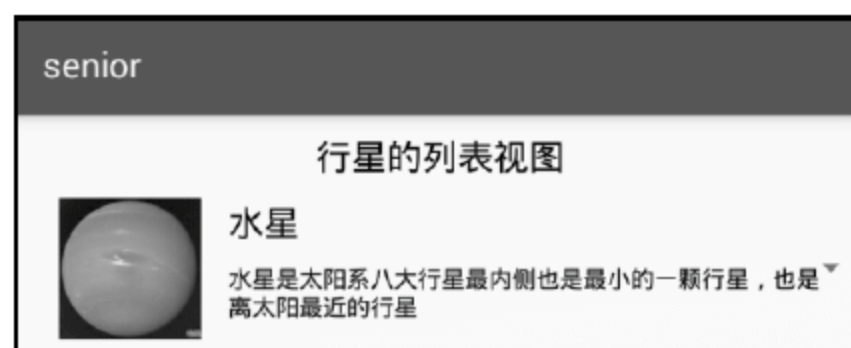 senior
行星的列表视图
水星
水星是太阳系八大行星最内侧也是最小的一颗行星，也是
离太阳最近的行星